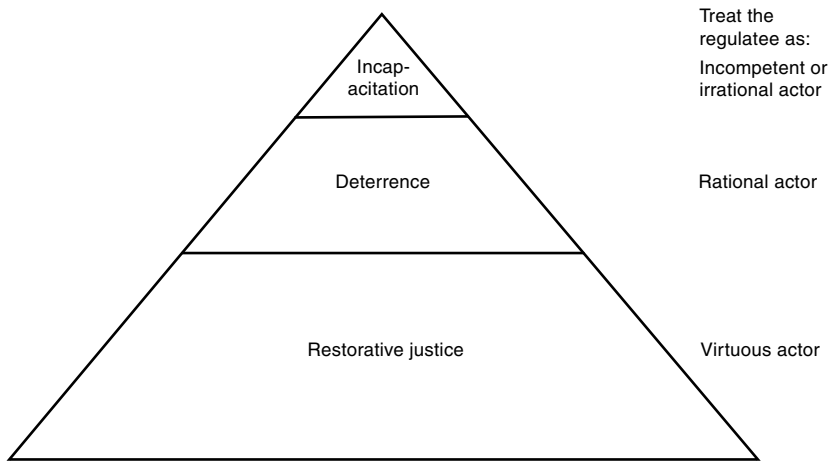 Treat the
regulatee as:
Incap-
acitation
Incompetent or
irrational actor
Deterrence
Rational actor
Restorative justice
Virtuous actor